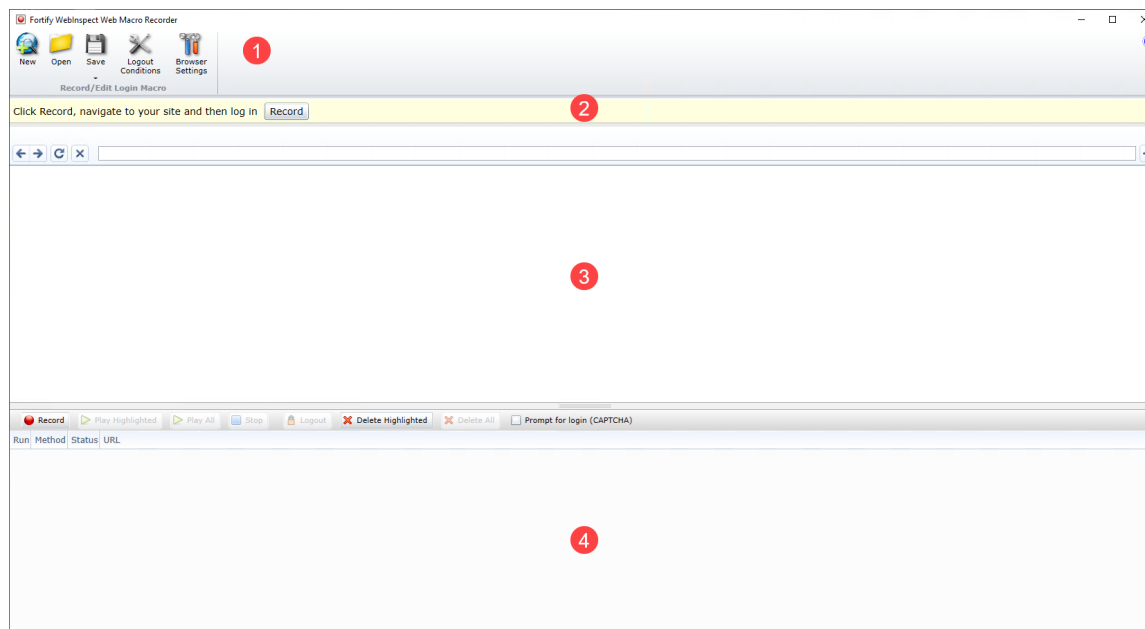 Fortify WebInspect Web Macro Recorder
New Open Save Logout Conditions Browser Settings
1
Record/Edit Login Macro
Click Record, navigate to your site and then log in Record
2
3
Record Play Highlighted Play All Stop Logout Delete Highlighted Delete All Prompt for login (CAPTCHA)
Run Method Status URL
4